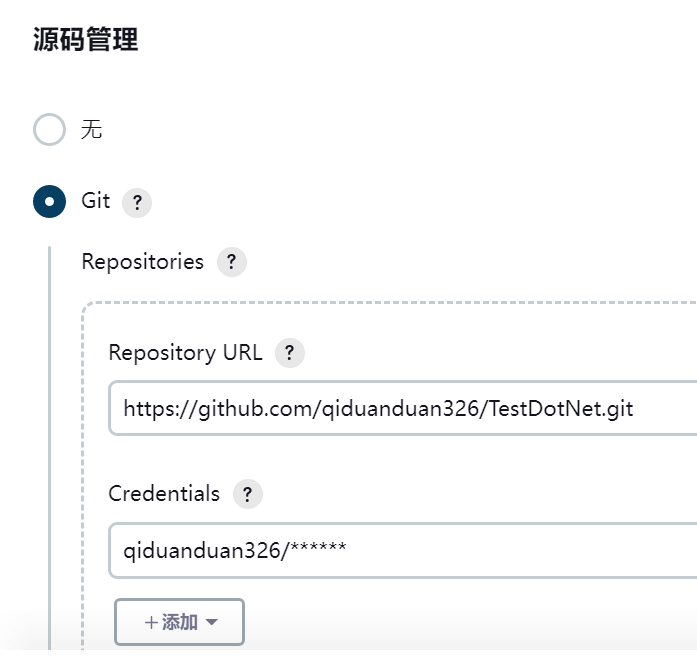 源码管理
无
Git ?
Repositories ?
Repository URL ?
https://github.com/qiduanduan326/TestDotNet.git
Credentials ?
qiduanduan326/******
+添加